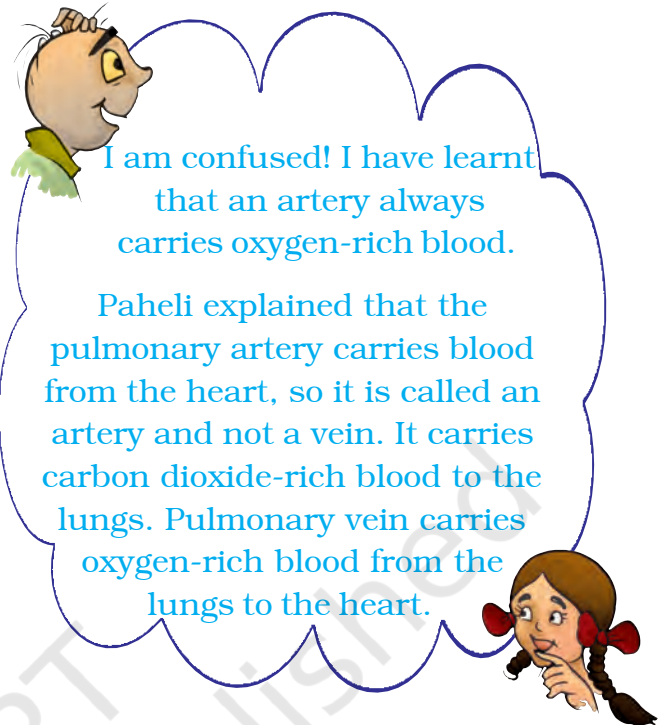 I am confused! I have learnt
that an artery always
carries oxygen-rich blood.
Paheli explained that the
pulmonary artery carries blood
from the heart, so it is called an
artery and not a vein. It carries
carbon dioxide-rich blood to the
lungs. Pulmonary vein carries
oxygen-rich blood from the
lungs to the heart.